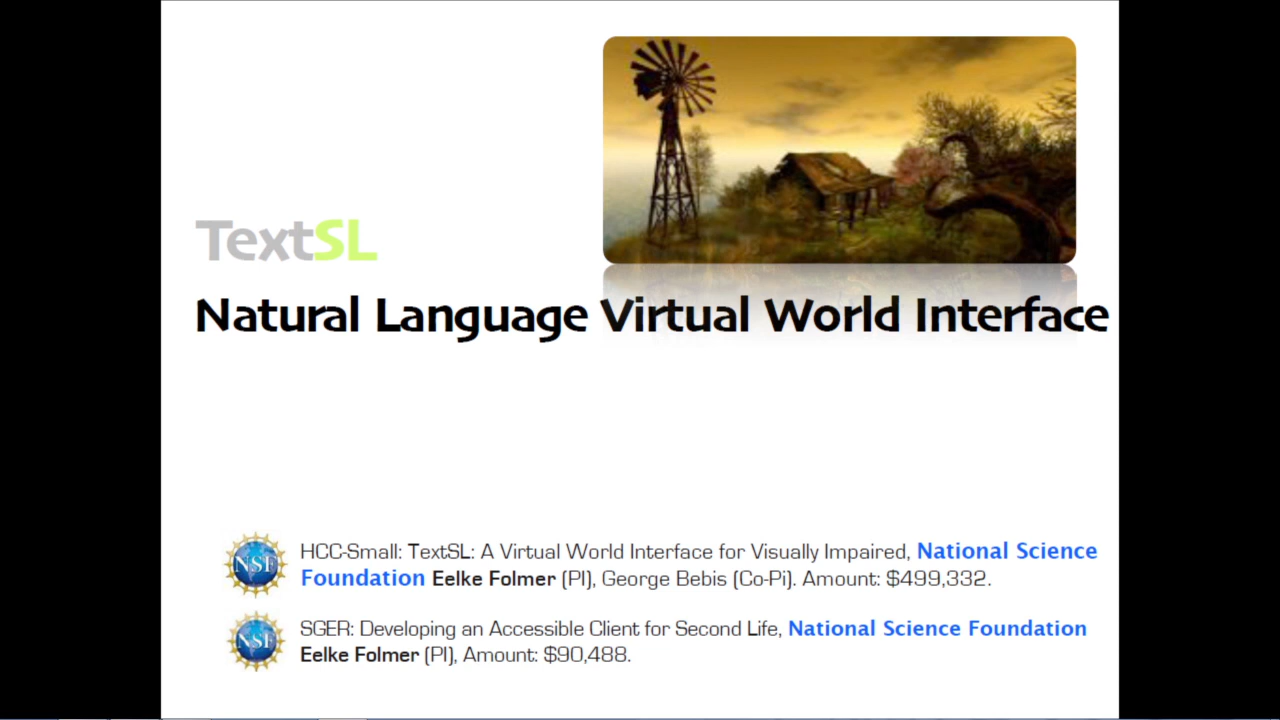 TextSL
Natural Language Virtual World Interface
NSF
HCC-Small: TextSL: A Virtual World Interface for Visually Impaired, National Science
Foundation Eelke Folmer (PI), George Bebis (Co-Pi). Amount: $499,332.
NSF
SGER: Developing an Accessible Client for Second Life, National Science Foundation
Eelke Folmer (PI), Amount: $90,488.